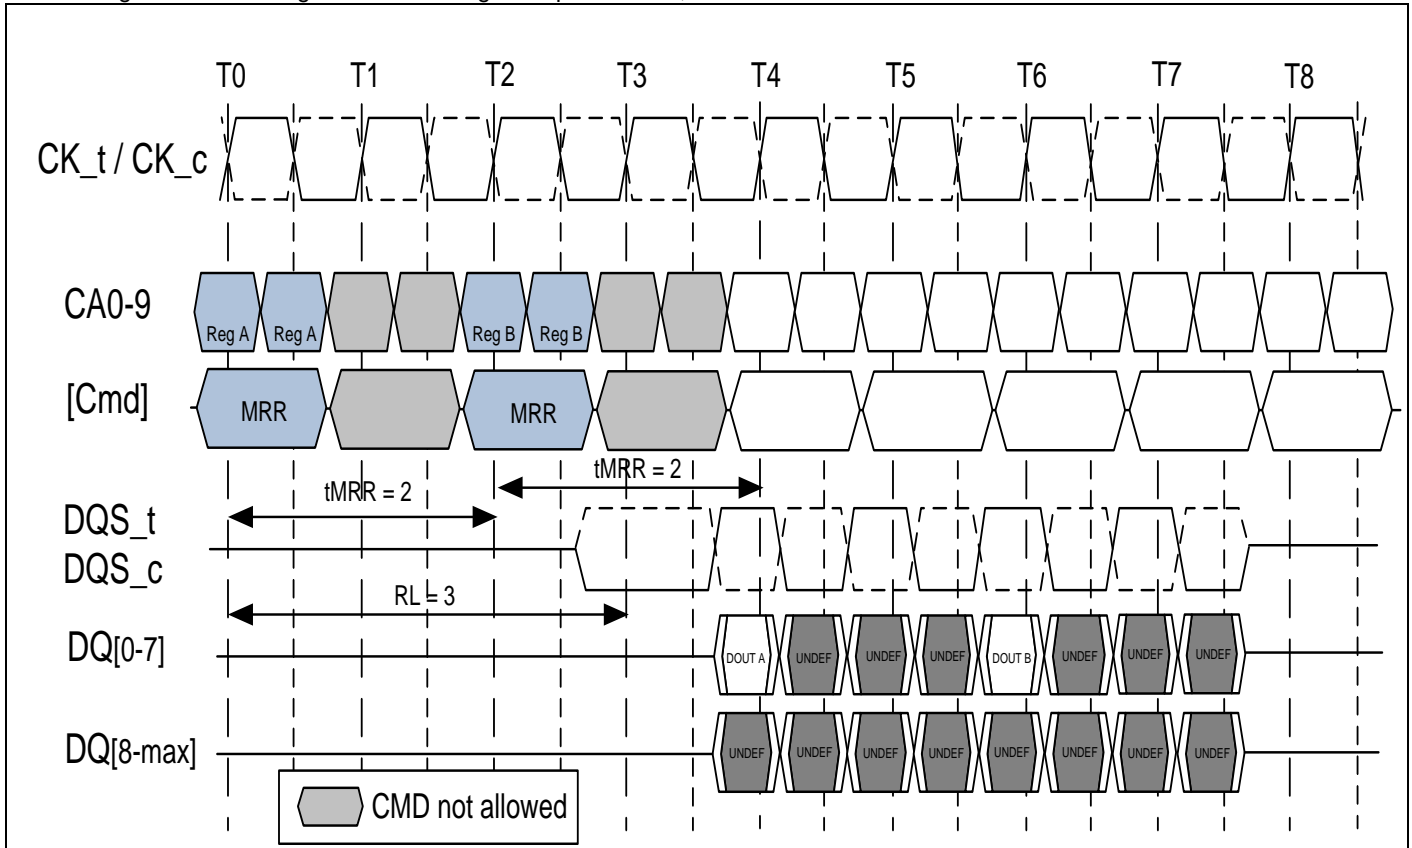 T0 T1 T2 T3 T4 T5 T6 T7 T8
CK_t / CK_c
CA0-9
Reg A Reg A Reg B Reg B
[Cmd]
MRR MRR
tMRR = 2
tMRR = 2
DQS_t
DQS_c
RL = 3
DQ[0-7]
DOUT A UNDEF UNDEF UNDEF DOUT B UNDEF UNDEF UNDEF
DQ[8-max]
UNDEF UNDEF UNDEF UNDEF UNDEF UNDEF UNDEF UNDEF
CMD not allowed